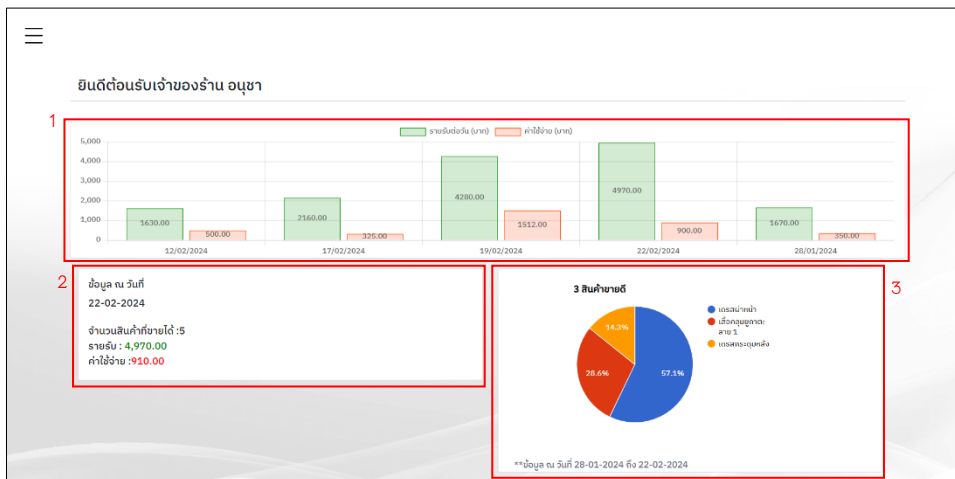 ยินดีต้อนรับเจ้าของร้าน อนุชา
1
รายรับต่อวัน (บาท) ค่าใช้จ่าย (บาท)
5,000
4,000
3,000
2,000
1,000
0
1630.00 500.00 2160.00 325.00 4280.00 1512.00 4970.00 900.00 1670.00 350.00
12/02/2024 17/02/2024 19/02/2024 22/02/2024 28/01/2024
2
ข้อมูล ณ วันที่
22-02-2024
จำนวนสินค้าที่ขายได้ :5
รายรับ : 4,970.00
ค่าใช้จ่าย :910.00
3
3 สินค้าขายดี
14.3%
28.6% 57.1%
เดรสผ่าหน้า
เสื้อคลุมยูกาตะ
ลาย 1
เดรสกระดุมหลัง
**ข้อมูล ณ วันที่ 28-01-2024 ถึง 22-02-2024